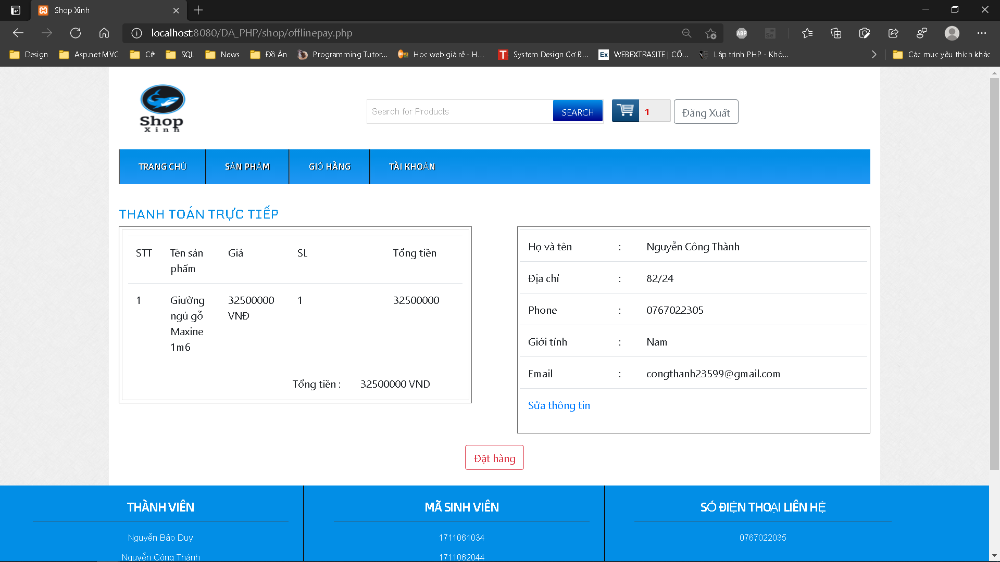 Shop Xinh
localhost:8080/DA_PHP/shop/offlinepay.php
ABP
Design
Asp.net MVC
C#
SQL
News
Đồ Án
Programming Tutor...
Học web giá rẻ - H...
System Design Cơ B...
WEBEXTRASITE | CÔ...
Lập trình PHP - Khó...
Các mục yêu thích khác
Shop
Xinh
Search for Products
SEARCH
1
Đăng Xuất
TRANG CHỦ
SẢN PHẨM
GIỎ HÀNG
TÀI KHOẢN
THANH TOÁN TRỰC TIẾP
STT Tên sản phẩm Giá SL Tổng tiền
1 Giường ngủ gỗ Maxine 1m6 32500000 VNĐ 1 32500000
Tổng tiền : 32500000 VND
Họ và tên : Nguyễn Công Thành
Địa chỉ : 82/24
Phone : 0767022305
Giới tính : Nam
Email : congthanh23599@gmail.com
Sửa thông tin
Đặt hàng
THÀNH VIÊN
Nguyễn Bảo Duy
Nguyễn Công Thành
MÃ SINH VIÊN
1711061034
1711062044
SỐ ĐIỆN THOẠI LIÊN HỆ
0767022035